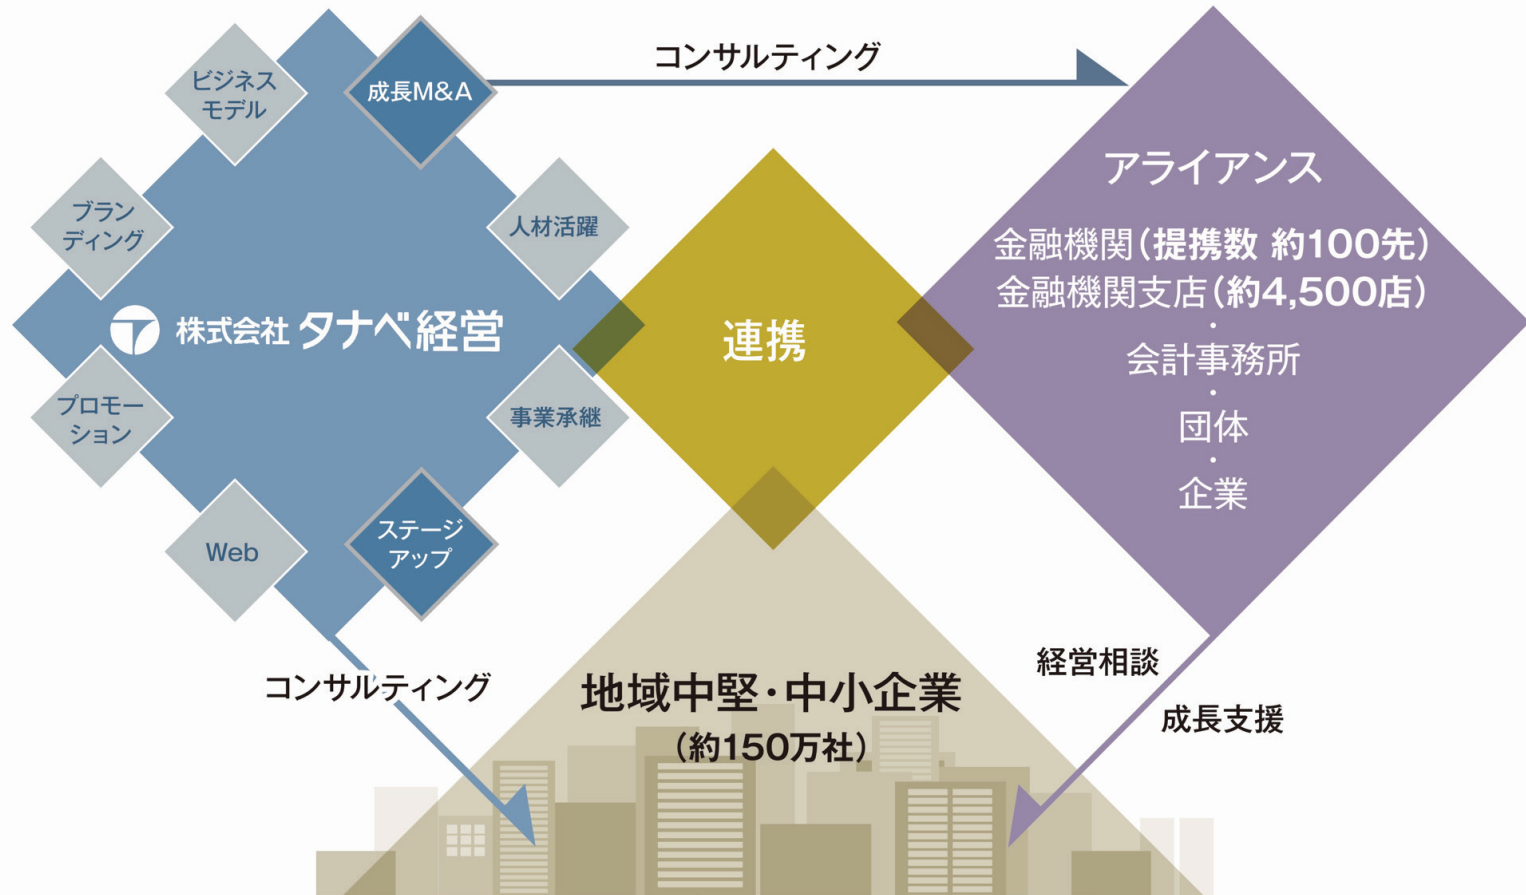 コンサルティング
ビジネス
モデル
成長M&A
ブラン
ディング
人材活躍
株式会社 タナベ経営
プロモー
ション
事業承継
Web
ステージ
アップ
連携
アライアンス
金融機関(提携数 約100先)
金融機関支店(約4,500店)
・
会計事務所
・
団体
・
企業
コンサルティング
地域中堅・中小企業
(約150万社)
経営相談
成長支援